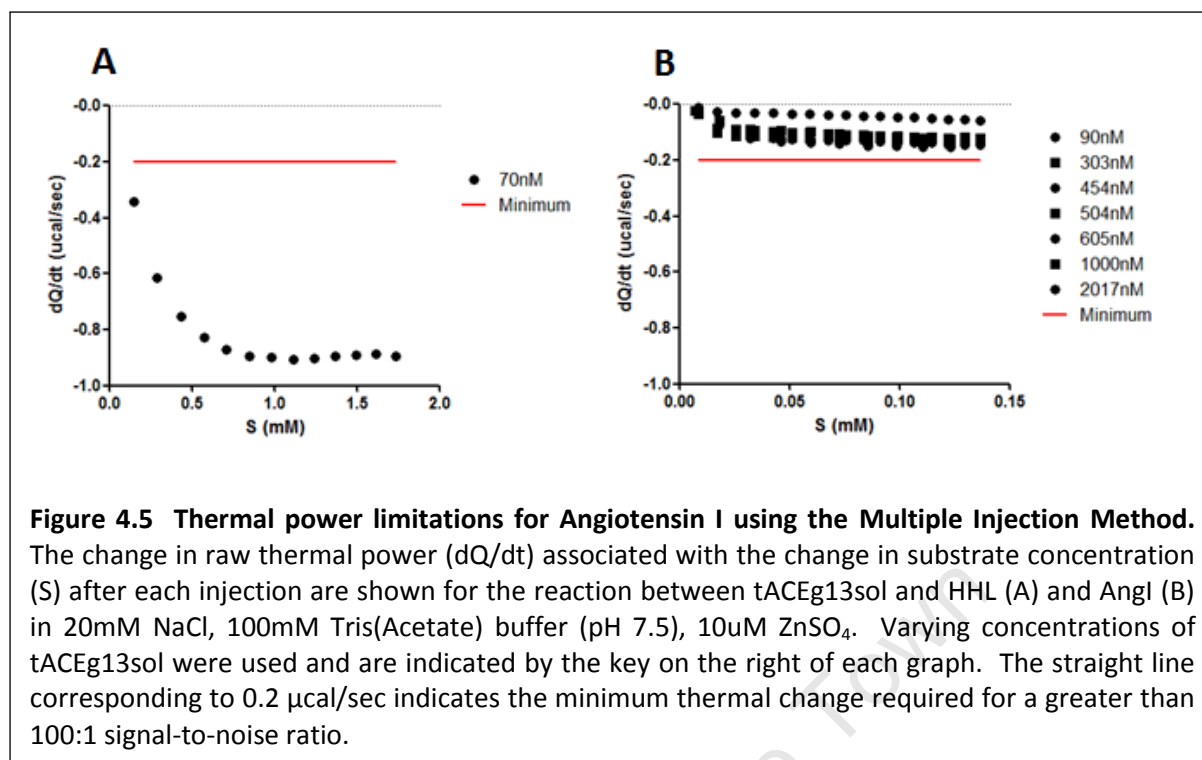 A
-0.0
-0.2
-0.4
-0.6
-0.8
-1.0
dQ/dt (ucal/sec)
0.0 0.5 1.0 1.5 2.0
S (mM)
70nM
Minimum
B
-0.0
-0.2
-0.4
-0.6
-0.8
-1.0
dQ/dt (ucal/sec)
0.00 0.05 0.10 0.15
S (mM)
90nM
303nM
454nM
504nM
605nM
1000nM
2017nM
Minimum
Figure 4.5 Thermal power limitations for Angiotensin I using the Multiple Injection Method.
The change in raw thermal power (dQ/dt) associated with the change in substrate concentration
(S) after each injection are shown for the reaction between tACEg13sol and HHL (A) and AngI (B)
in 20mM NaCl, 100mM Tris(Acetate) buffer (pH 7.5), 10uM ZnSO₄. Varying concentrations of
tACEg13sol were used and are indicated by the key on the right of each graph. The straight line
corresponding to 0.2 µcal/sec indicates the minimum thermal change required for a greater than
100:1 signal-to-noise ratio.
Town